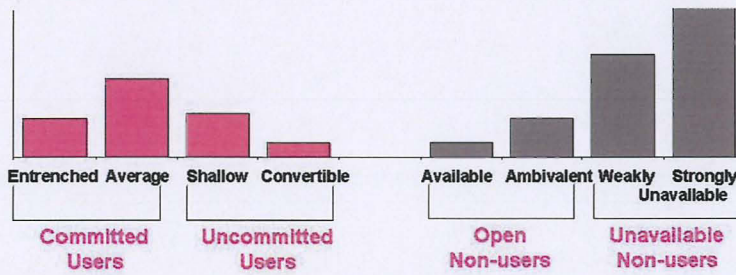 Entrenched Average Shallow Convertible Available Ambivalent Weakly Strongly
Unavailable
Committed Users
Uncommitted Users
Open Non-users
Unavailable Non-users